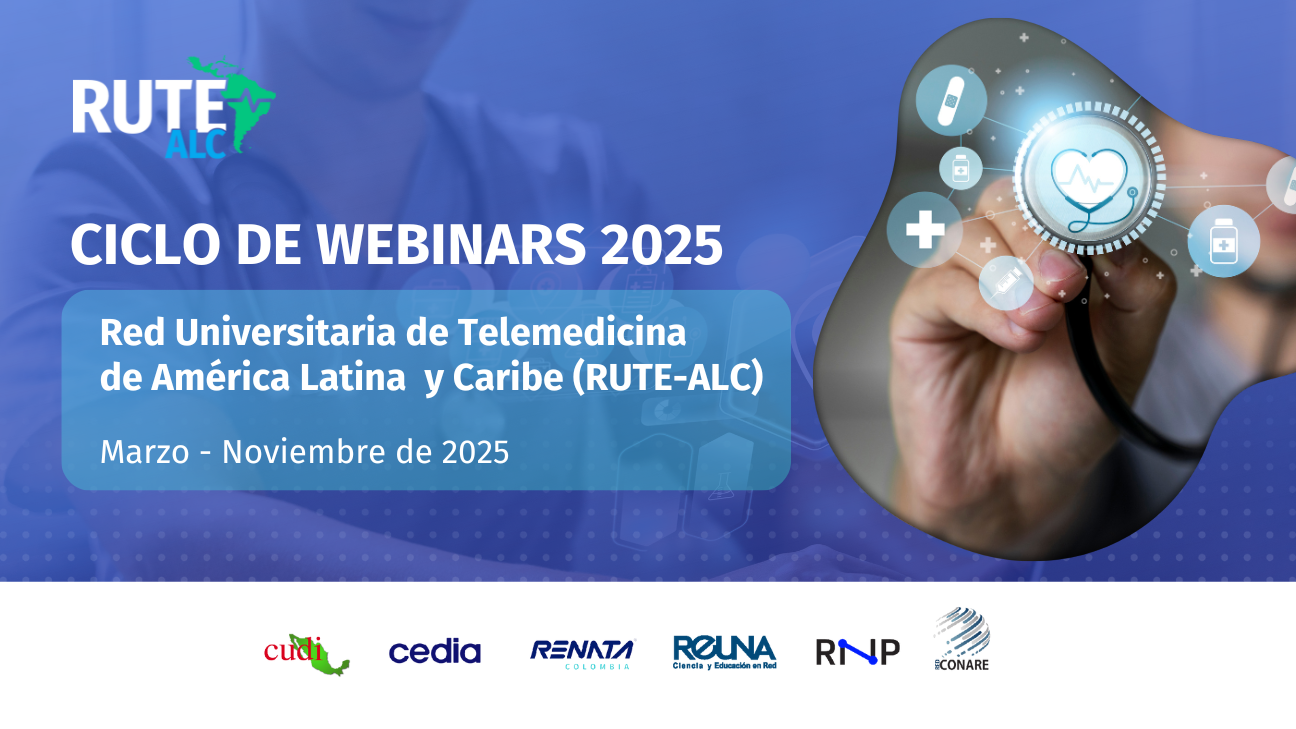 RUTE
ALC
CICLO DE WEBINARS 2025
Red Universitaria de Telemedicina
de América Latina y Caribe (RUTE-ALC)
Marzo - Noviembre de 2025
cudi
cedia
RENATA
COLOMBIA
REUNA
Ciencia y Educación en Red
RNP
RED
CONARE